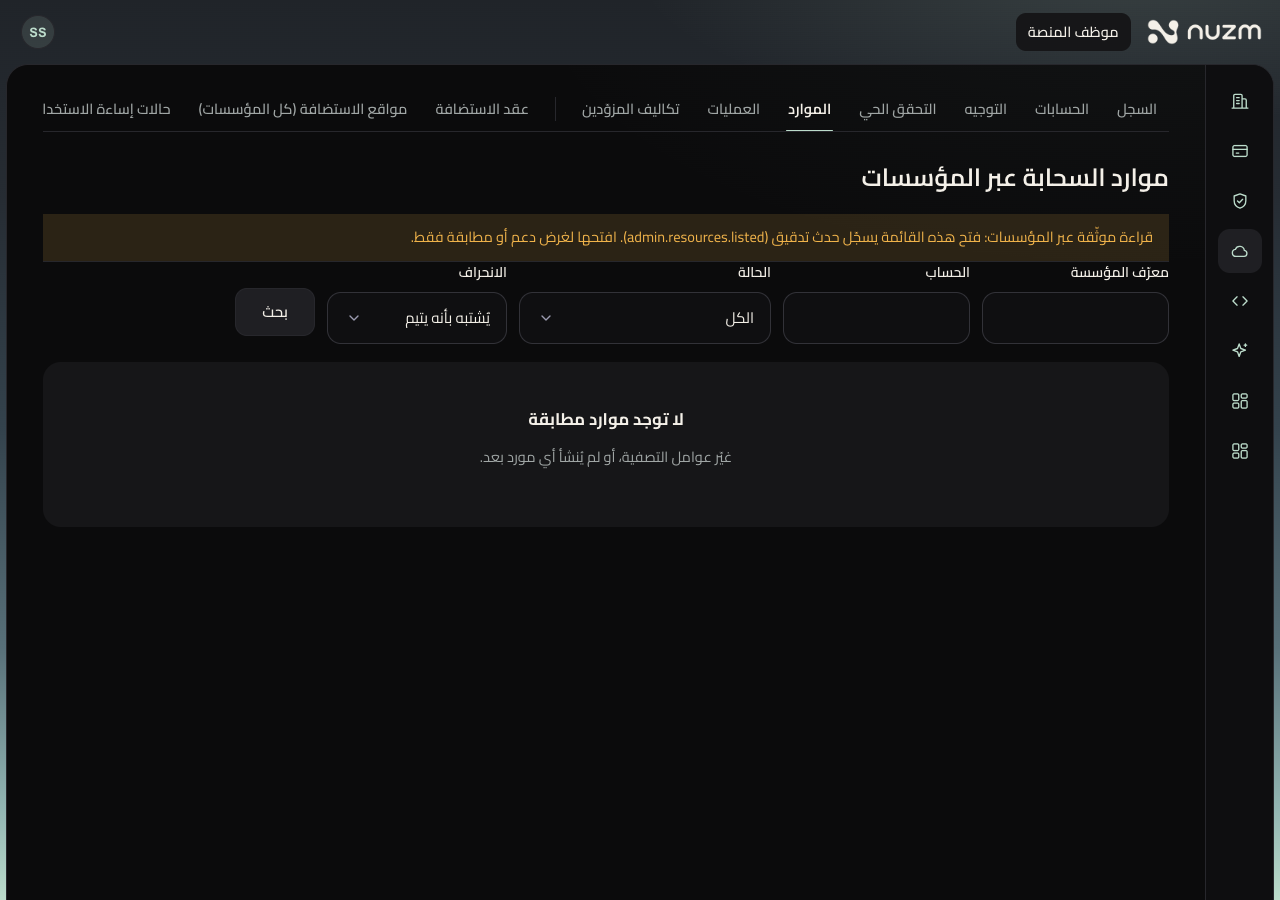 nuzm
موظف المنصة
SS
السجل
الحسابات
التوجيه
التحقق الحي
الموارد
العمليات
تكاليف المزوّدين
عقد الاستضافة
مواقع الاستضافة (كل المؤسسات)
حالات إساءة الاستخدا
موارد السحابة عبر المؤسسات
قراءة موثّقة عبر المؤسسات: فتح هذه القائمة يسجّل حدث تدقيق (admin.resources.listed). افتحها لغرض دعم أو مطابقة فقط.
معرّف المؤسسة
الحساب
الحالة
الانحراف
الكل
يُشتبه بأنه يتيم
بحث
لا توجد موارد مطابقة
غيّر عوامل التصفية، أو لم يُنشأ أي مورد بعد.